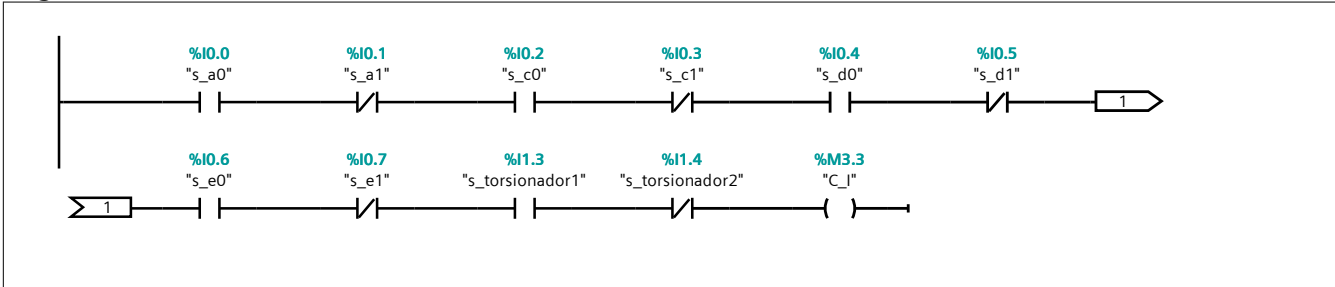 %I0.0 %I0.1 %I0.2 %I0.3 %I0.4 %I0.5
"s_a0" "s_a1" "s_c0" "s_c1" "s_d0" "s_d1"
1
%I0.6 %I0.7 %I1.3 %I1.4 %M3.3
"s_e0" "s_e1" "s_torsionador1" "s_torsionador2" "C_I"
1